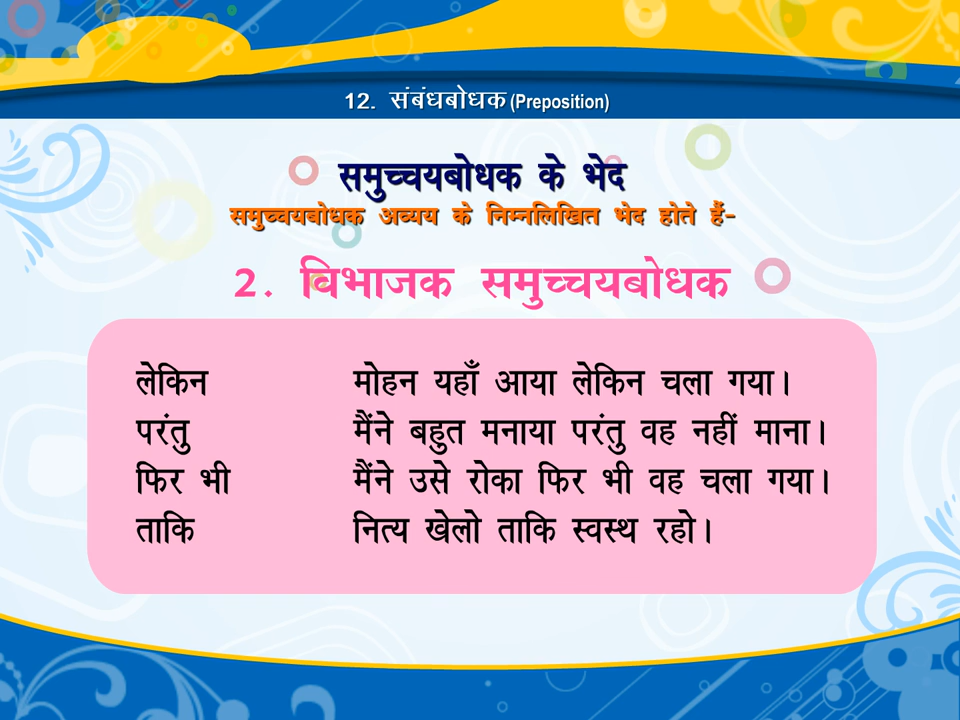 12. संबंधबोधक (Preposition)
समुच्चयबोधक के भेद
समुच्चयबोधक अव्यय के निम्नलिखित भेद होते हैं-
2. विभाजक समुच्चयबोधक
लेकिन मोहन यहाँ आया लेकिन चला गया।
परंतु मैंने बहुत मनाया परंतु वह नहीं माना।
फिर भी मैंने उसे रोका फिर भी वह चला गया।
ताकि नित्य खेलो ताकि स्वस्थ रहो।